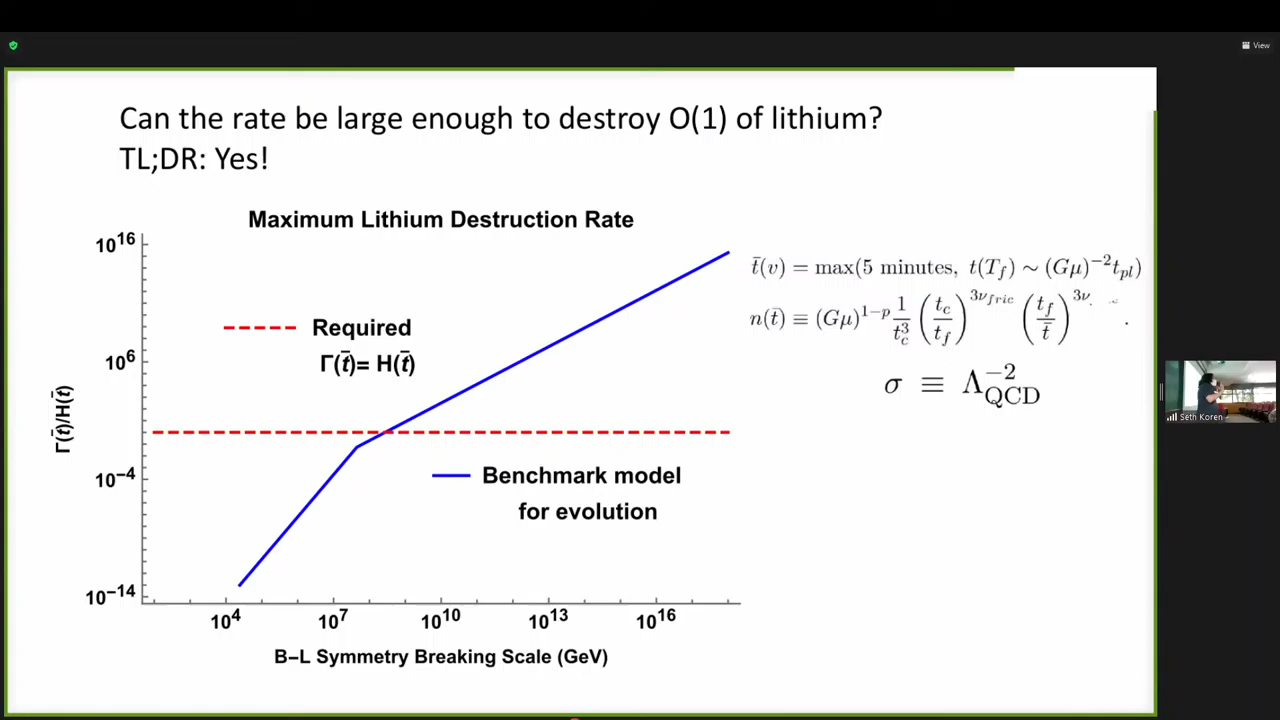 View
Can the rate be large enough to destroy O(1) of lithium?
TL;DR: Yes!
Maximum Lithium Destruction Rate
10^16
10^6
10^−4
10^−14
Γ(t̄)/H(t̄)
Required
Γ(t̄)= H(t̄)
Benchmark model
for evolution
10^4 10^7 10^10 10^13 10^16
B−L Symmetry Breaking Scale (GeV)
t̄(v) = max(5 minutes, t(T_f) ∼ (Gμ)^−2 t_pl)
n(t̄) ≡ (Gμ)^1−p 1/t_c^3 (t_c/t_f)^3ν_fric (t_f/t̄)^3ν
σ ≡ Λ_QCD^−2
Seth Koren